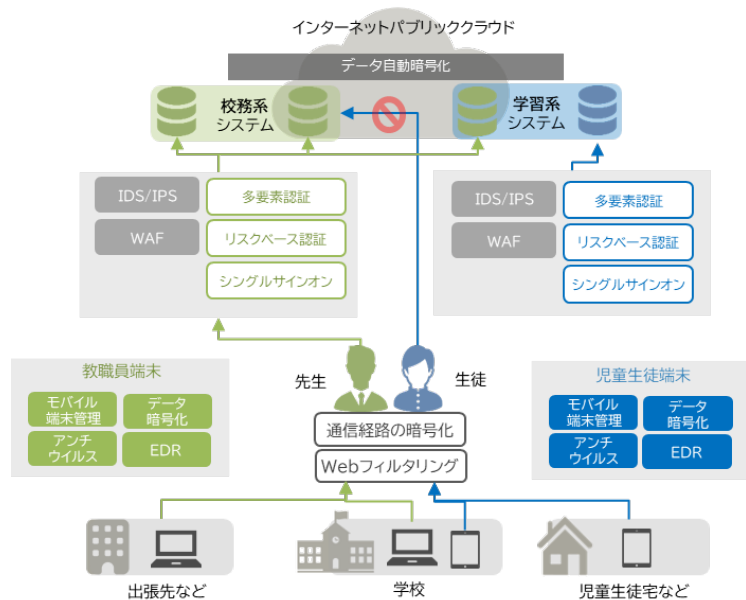 インターネットパブリッククラウド
データ自動暗号化
校務系
システム
学習系
システム
IDS/IPS
多要素認証
WAF
リスクベース認証
シングルサインオン
IDS/IPS
多要素認証
WAF
リスクベース認証
シングルサインオン
先生
生徒
教職員端末
モバイル
端末管理
データ
暗号化
アンチ
ウイルス
EDR
通信経路の暗号化
Webフィルタリング
児童生徒端末
モバイル
端末管理
データ
暗号化
アンチ
ウイルス
EDR
出張先など
学校
児童生徒宅など